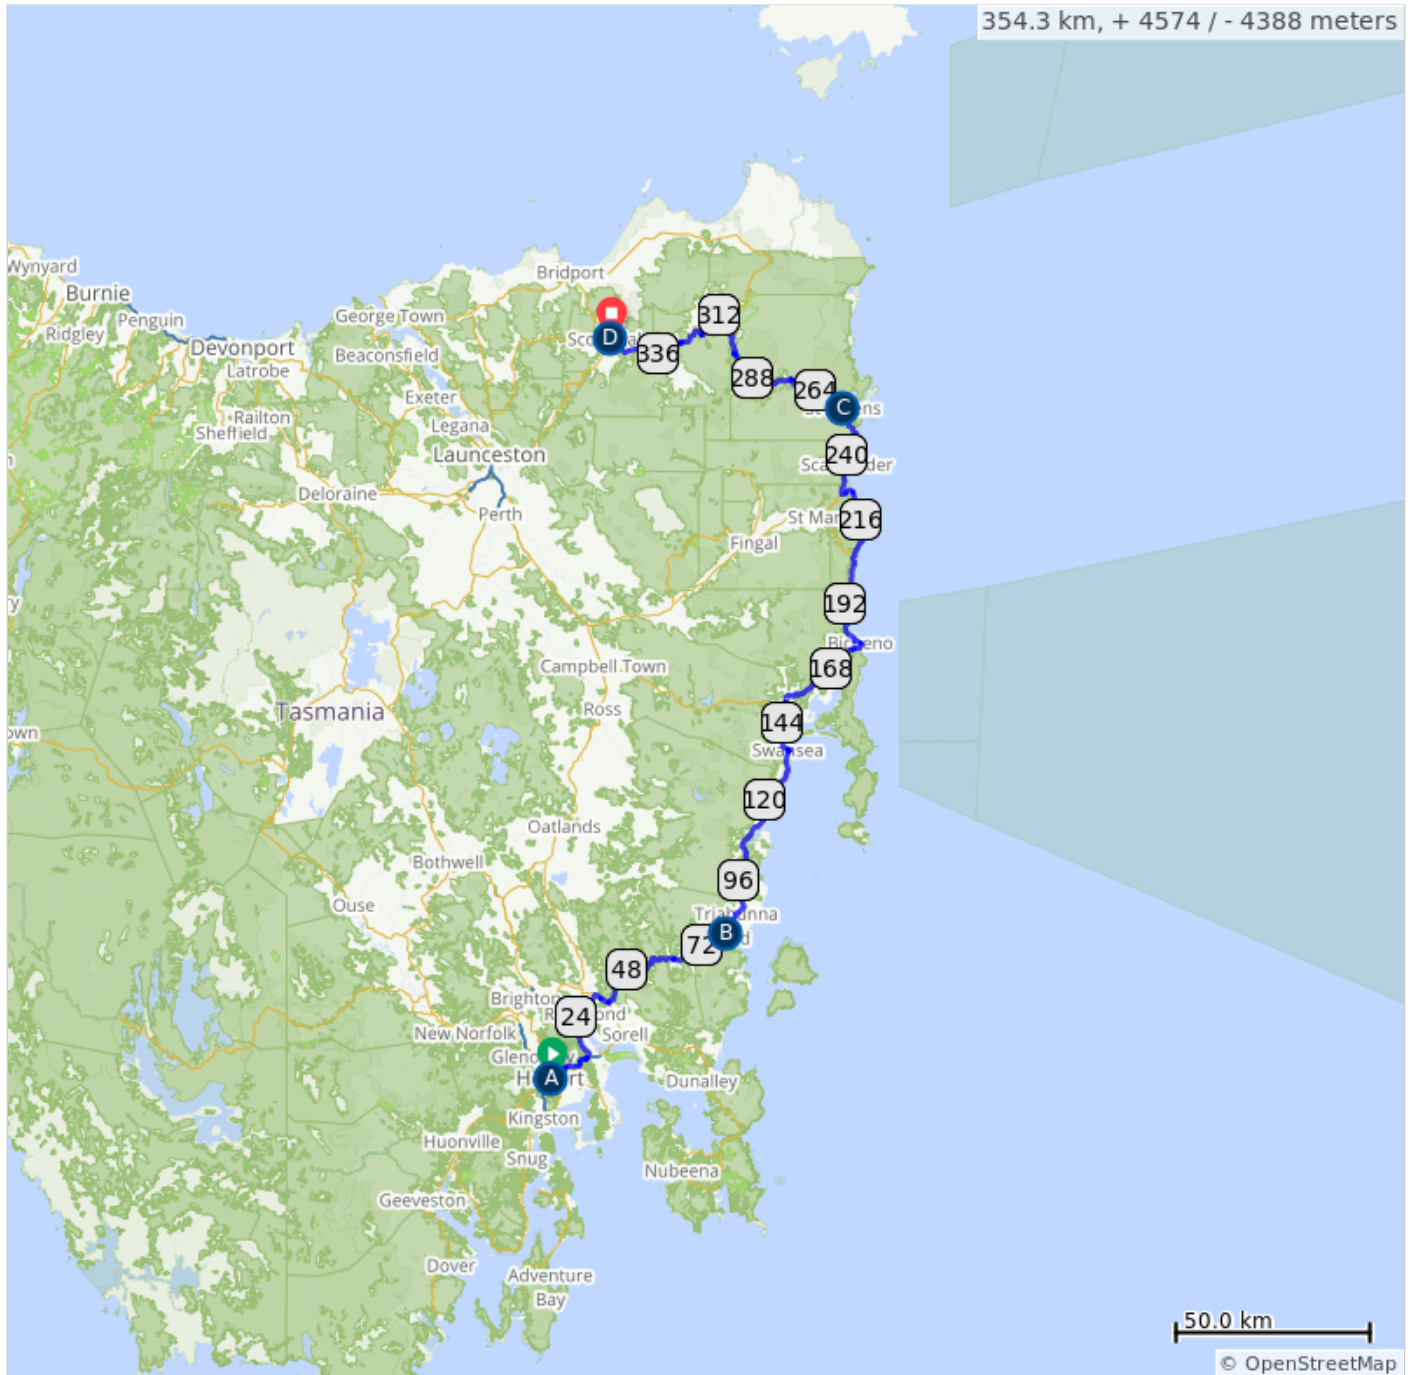 354.3 km, + 4574 / - 4388 meters
Wynyard
Bridport
Burnie
Penguin
George Town
312
Ridgley
Devonport
D
336
Beaconsfield
Latrobe
288
264
Exeter
C
Railton
Legana
Sheffield
Launceston
240
Deloraine
Perth
216
Fingal
192
Campbell Town
168
Tasmania
Ross
144
Swansea
120
Oatlands
Bothwell
96
Ouse
Triabunna
B
72
48
Brighton
24
New Norfolk
Sorell
A
Dunalley
Kingston
Huonville
Snug
Nubeena
Geeveston
Dover
Adventure
Bay
50.0 km
© OpenStreetMap